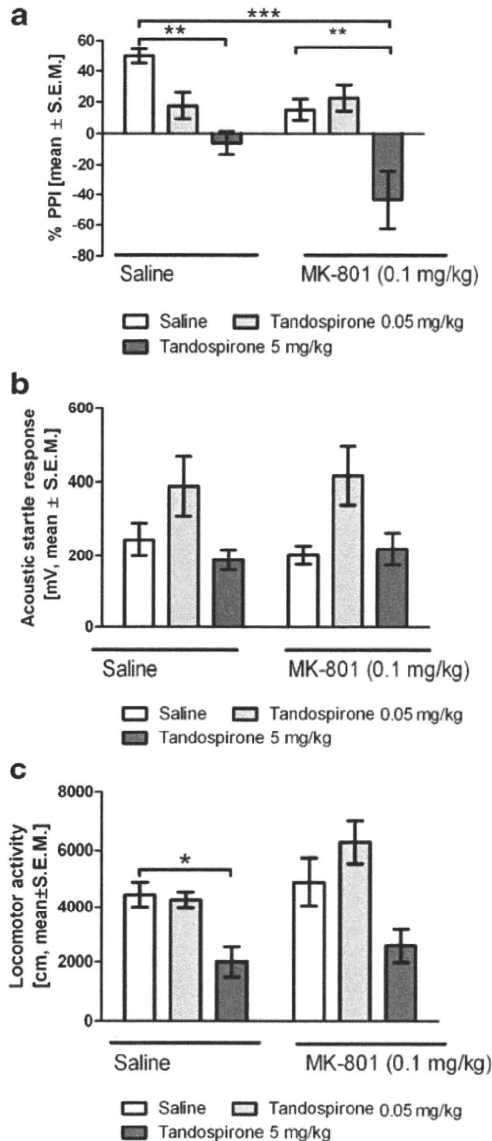 a
***
** **
% PPI [mean ± S.E.M.]
60
40
20
0
-20
-40
-60
-80
Saline MK-801 (0.1 mg/kg)
Saline Tandospirone 0.05 mg/kg
Tandospirone 5 mg/kg
b
Acoustic startle response
[mV, mean ± S.E.M.]
600
400
200
0
Saline MK-801 (0.1 mg/kg)
Saline Tandospirone 0.05 mg/kg
Tandospirone 5 mg/kg
c
Locomotor activity
[cm, mean±S.E.M.]
8000
6000
4000
2000
0
*
Saline MK-801 (0.1 mg/kg)
Saline Tandospirone 0.05 mg/kg
Tandospirone 5 mg/kg